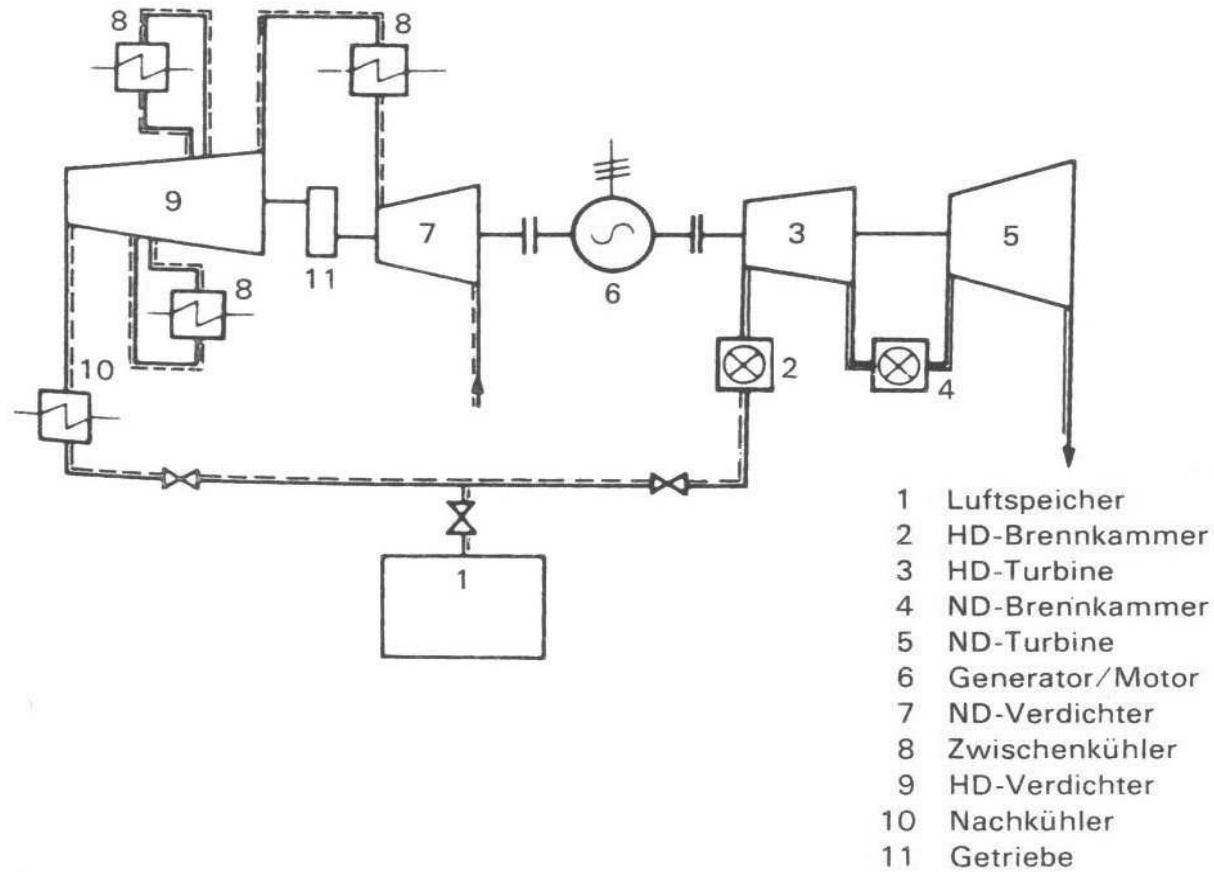 8
8
9
7
3
5
11
6
8
10
2
4
1
1 Luftspeicher
2 HD-Brennkammer
3 HD-Turbine
4 ND-Brennkammer
5 ND-Turbine
6 Generator/Motor
7 ND-Verdichter
8 Zwischenkühler
9 HD-Verdichter
10 Nachkühler
11 Getriebe